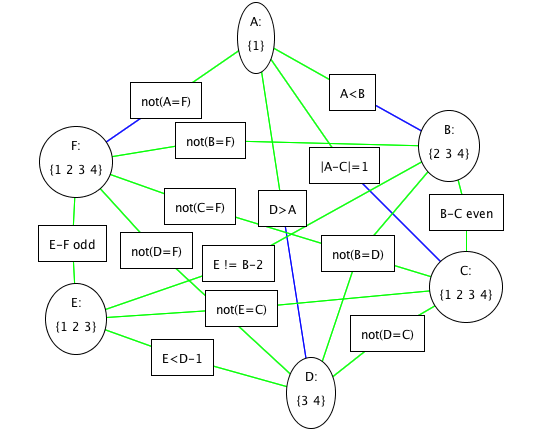 A:
{1}
not(A=F)
A<B
F:
{1 2 3 4}
not(B=F)
B:
{2 3 4}
|A-C|=1
not(C=F)
D>A
B-C even
E-F odd
not(D=F)
E != B-2
not(B=D)
C:
{1 2 3 4}
E:
{1 2 3}
not(E=C)
not(D=C)
E<D-1
D:
{3 4}